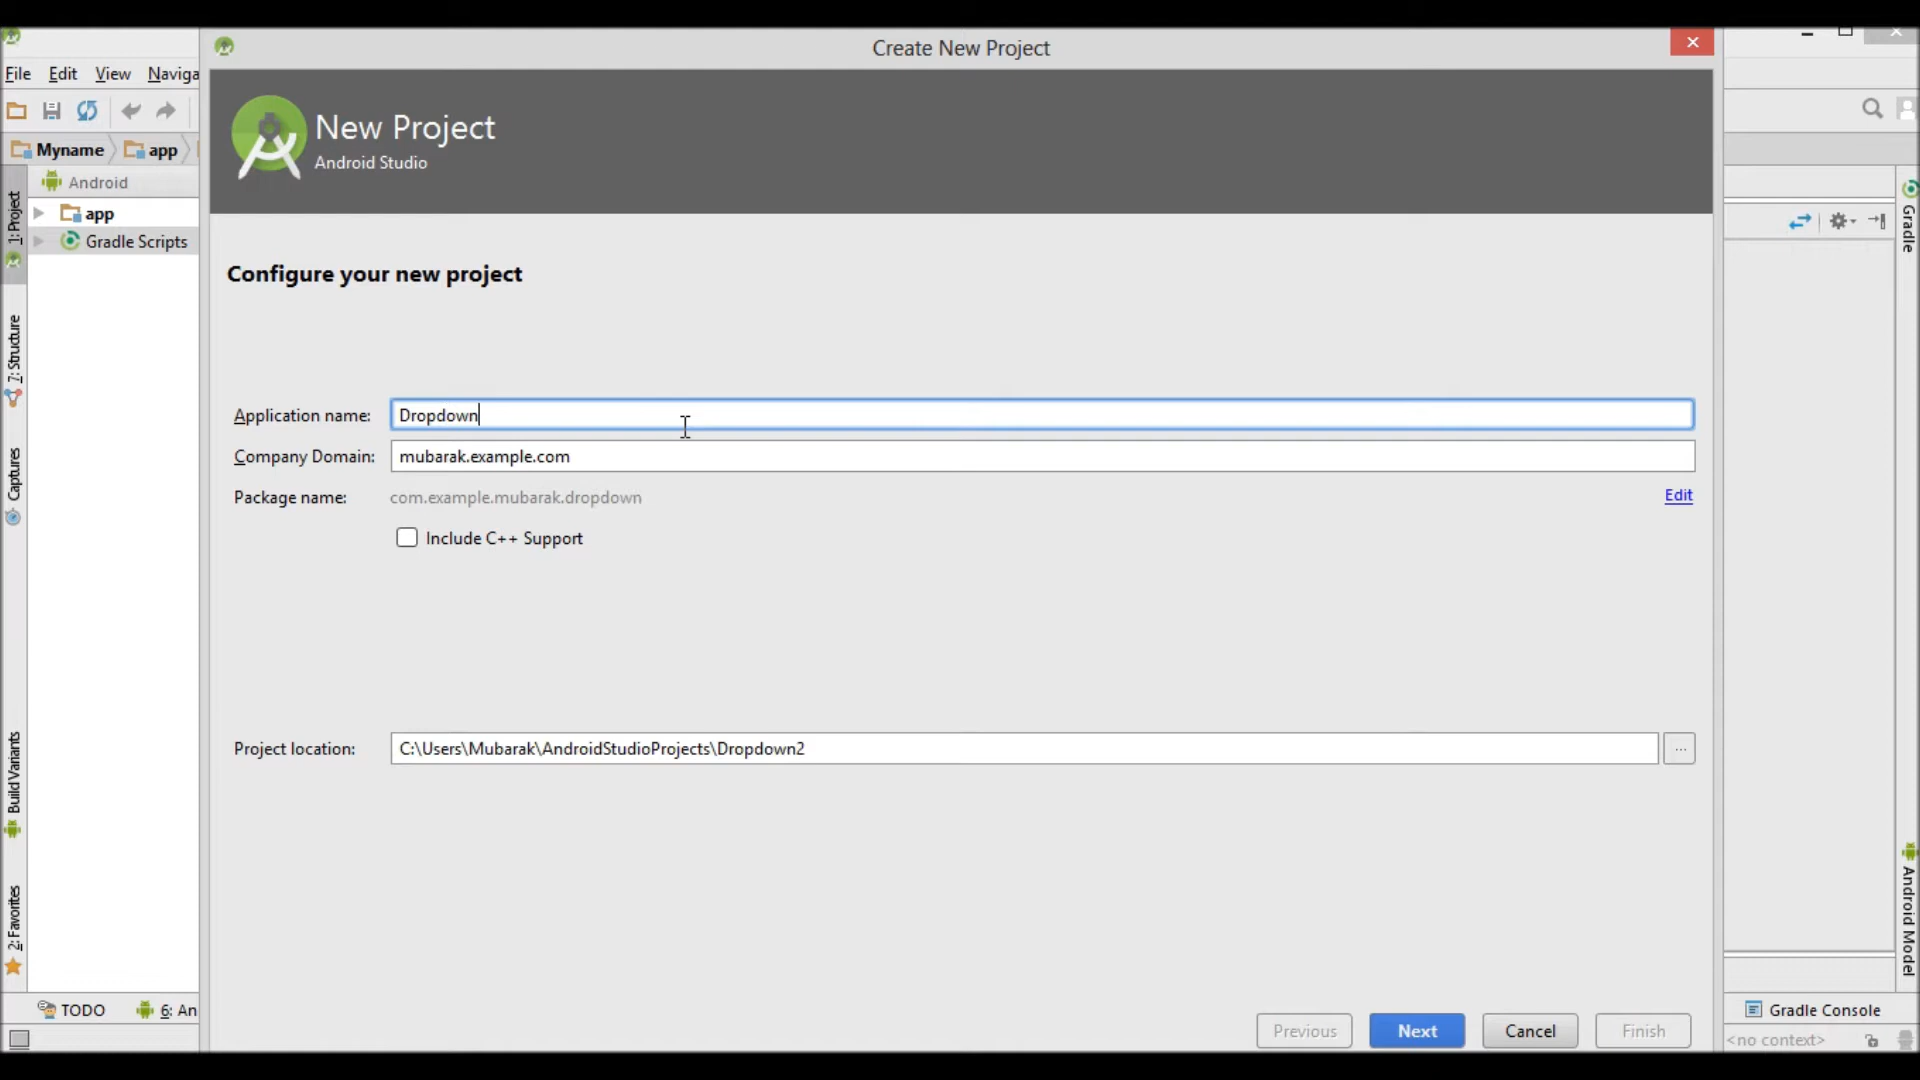 Create New Project
File Edit View Naviga
New Project
Android Studio
Myname app
Android
app
Gradle Scripts
1: Project
7: Structure
Captures
Build Variants
2: Favorites
Gradle
Android Model
Configure your new project
Application name: Dropdown
Company Domain: mubarak.example.com
Package name: com.example.mubarak.dropdown Edit
Include C++ Support
Project location: C:\Users\Mubarak\AndroidStudioProjects\Dropdown2 ...
TODO 6: An
Previous Next Cancel Finish
Gradle Console
<no context>